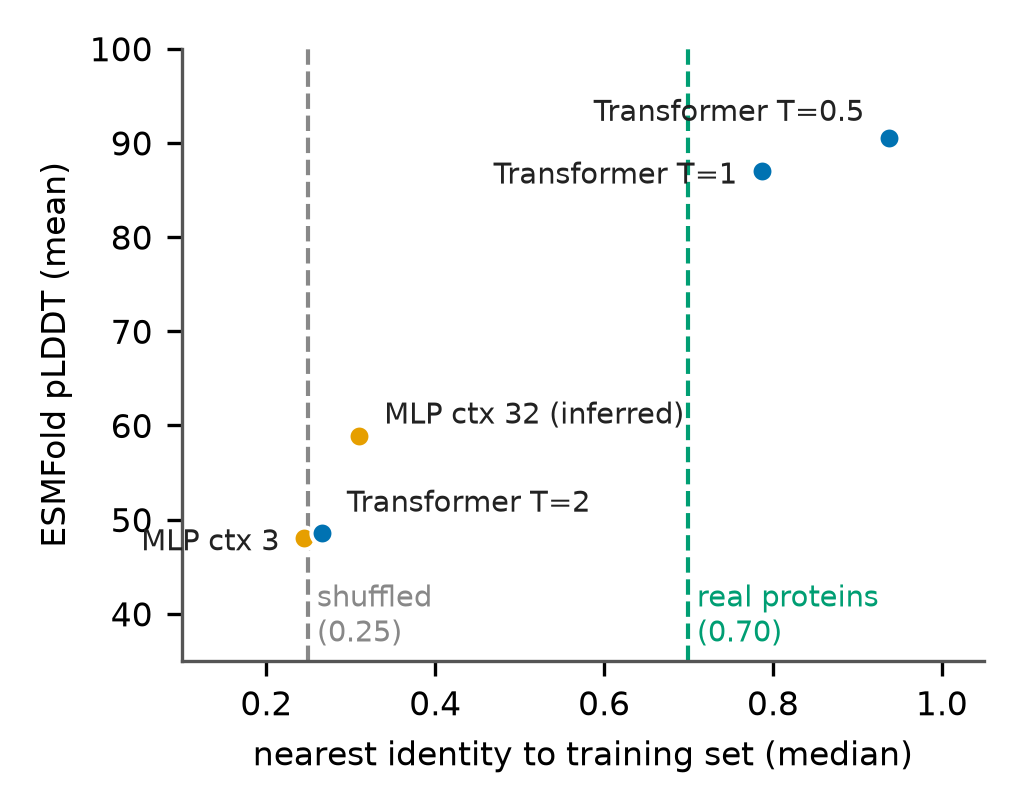 100
90
80
70
60
50
40
ESMFold pLDDT (mean)
Transformer T=0.5
Transformer T=1
MLP ctx 32 (inferred)
Transformer T=2
MLP ctx 3
shuffled
(0.25)
real proteins
(0.70)
0.2
0.4
0.6
0.8
1.0
nearest identity to training set (median)